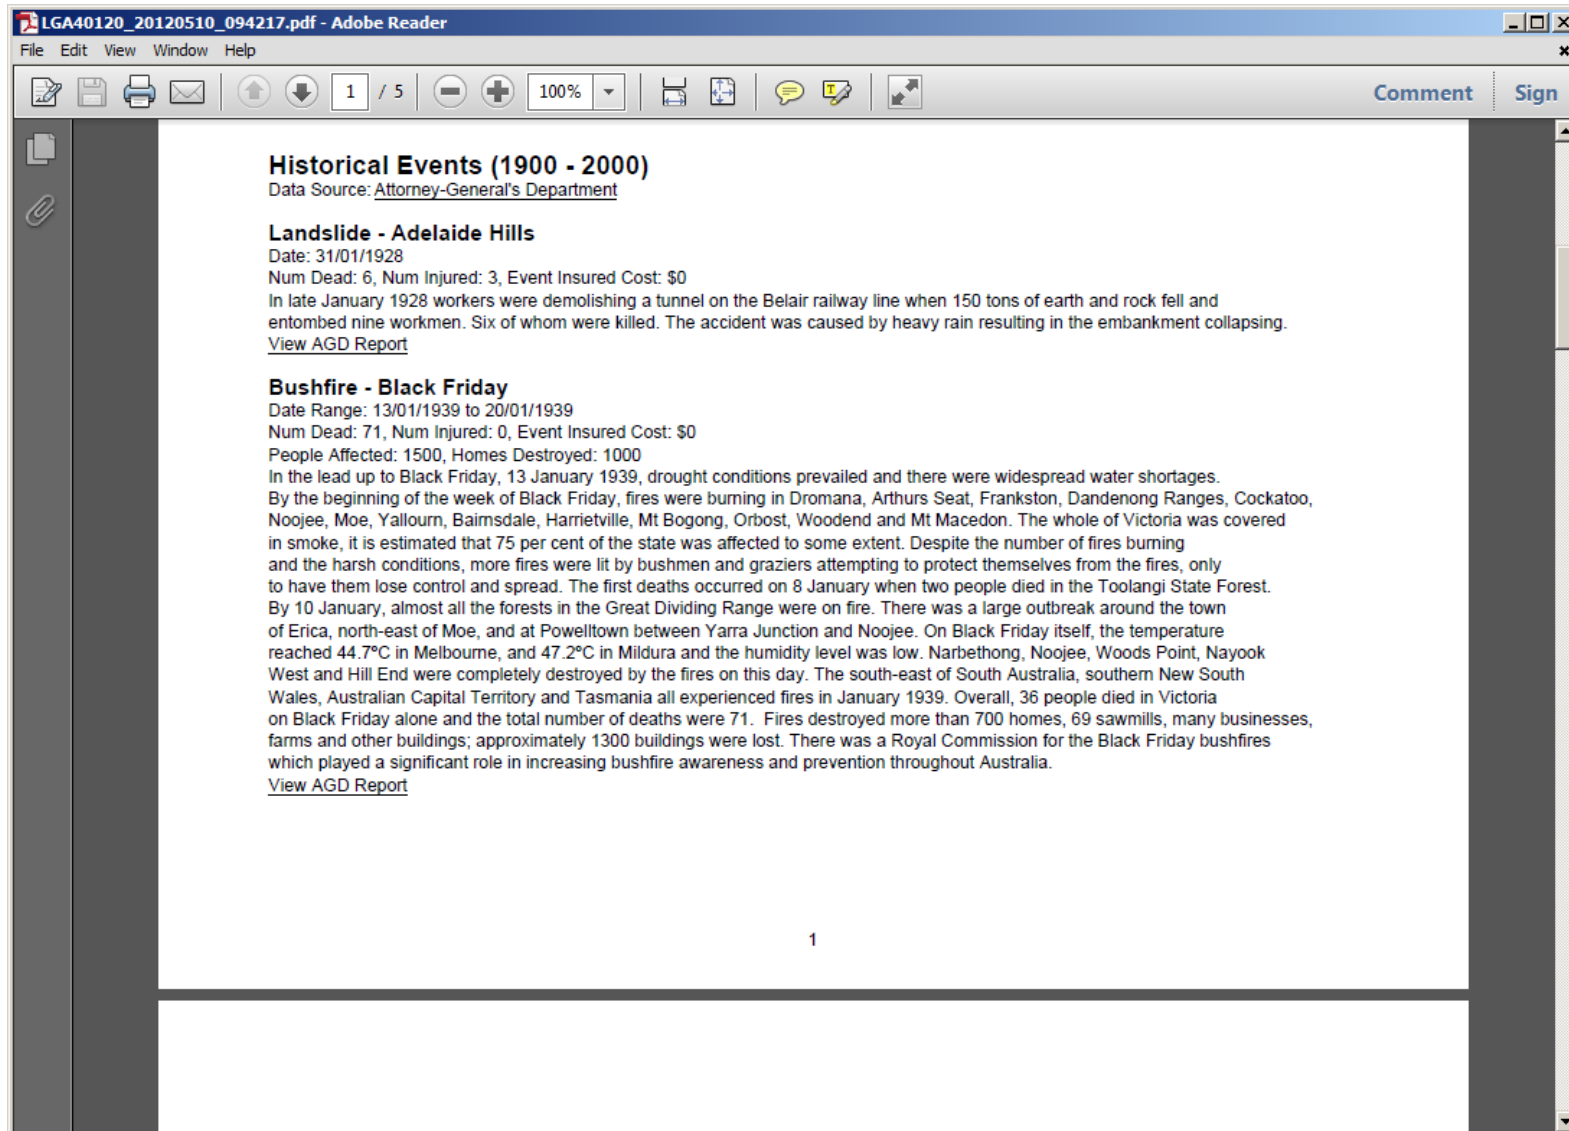 LGA40120_20120510_094217.pdf - Adobe Reader
File Edit View Window Help
1 / 5 100% Comment Sign
Historical Events (1900 - 2000)
Data Source: Attorney-General's Department
Landslide - Adelaide Hills
Date: 31/01/1928
Num Dead: 6, Num Injured: 3, Event Insured Cost: $0
In late January 1928 workers were demolishing a tunnel on the Belair railway line when 150 tons of earth and rock fell and
entombed nine workmen. Six of whom were killed. The accident was caused by heavy rain resulting in the embankment collapsing.
View AGD Report
Bushfire - Black Friday
Date Range: 13/01/1939 to 20/01/1939
Num Dead: 71, Num Injured: 0, Event Insured Cost: $0
People Affected: 1500, Homes Destroyed: 1000
In the lead up to Black Friday, 13 January 1939, drought conditions prevailed and there were widespread water shortages.
By the beginning of the week of Black Friday, fires were burning in Dromana, Arthurs Seat, Frankston, Dandenong Ranges, Cockatoo,
Noojee, Moe, Yallourn, Bairnsdale, Harrietville, Mt Bogong, Orbost, Woodend and Mt Macedon. The whole of Victoria was covered
in smoke, it is estimated that 75 per cent of the state was affected to some extent. Despite the number of fires burning
and the harsh conditions, more fires were lit by bushmen and graziers attempting to protect themselves from the fires, only
to have them lose control and spread. The first deaths occurred on 8 January when two people died in the Toolangi State Forest.
By 10 January, almost all the forests in the Great Dividing Range were on fire. There was a large outbreak around the town
of Erica, north-east of Moe, and at Powelltown between Yarra Junction and Noojee. On Black Friday itself, the temperature
reached 44.7ºC in Melbourne, and 47.2ºC in Mildura and the humidity level was low. Narbethong, Noojee, Woods Point, Nayook
West and Hill End were completely destroyed by the fires on this day. The south-east of South Australia, southern New South
Wales, Australian Capital Territory and Tasmania all experienced fires in January 1939. Overall, 36 people died in Victoria
on Black Friday alone and the total number of deaths were 71.  Fires destroyed more than 700 homes, 69 sawmills, many businesses,
farms and other buildings; approximately 1300 buildings were lost. There was a Royal Commission for the Black Friday bushfires
which played a significant role in increasing bushfire awareness and prevention throughout Australia.
View AGD Report
1